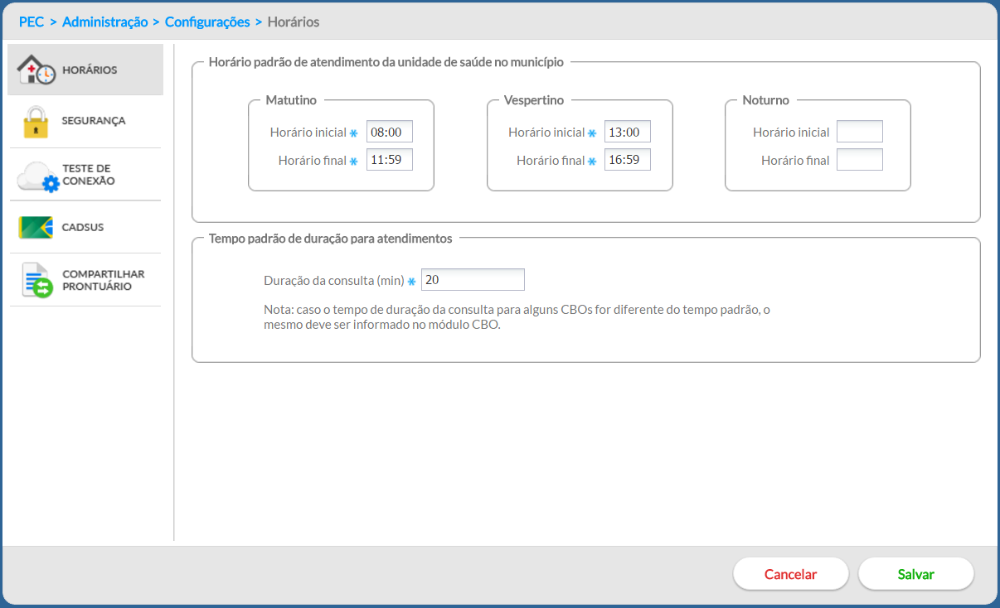 PEC > Administração > Configurações > Horários
HORÁRIOS
SEGURANÇA
TESTE DE
CONEXÃO
CADSUS
COMPARTILHAR
PRONTUÁRIO
Horário padrão de atendimento da unidade de saúde no município
Matutino
Horário inicial * 08:00
Horário final * 11:59
Vespertino
Horário inicial * 13:00
Horário final * 16:59
Noturno
Horário inicial
Horário final
Tempo padrão de duração para atendimentos
Duração da consulta (min) * 20
Nota: caso o tempo de duração da consulta para alguns CBOs for diferente do tempo padrão, o
mesmo deve ser informado no módulo CBO.
Cancelar
Salvar